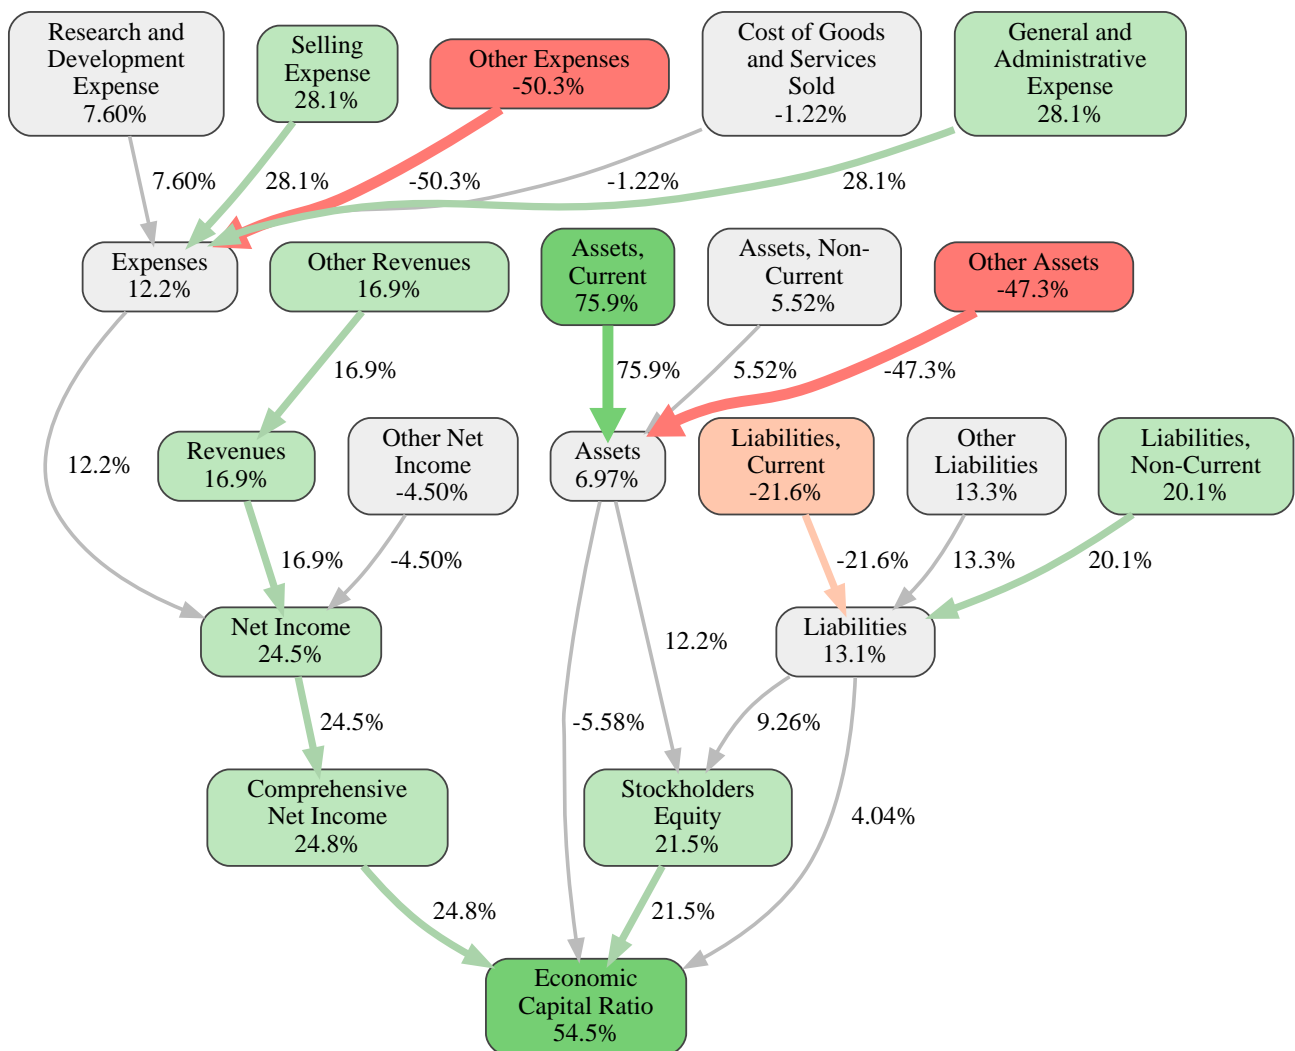 Research and
Development
Expense
7.60%
Selling
Expense
28.1%
Other Expenses
-50.3%
Cost of Goods
and Services
Sold
-1.22%
General and
Administrative
Expense
28.1%
7.60%
28.1%
-50.3%
-1.22%
28.1%
Expenses
12.2%
Other Revenues
16.9%
Assets,
Current
75.9%
Assets, Non-
Current
5.52%
Other Assets
-47.3%
16.9%
75.9%
5.52%
-47.3%
12.2%
Revenues
16.9%
Other Net
Income
-4.50%
Assets
6.97%
Liabilities,
Current
-21.6%
Other
Liabilities
13.3%
Liabilities,
Non-Current
20.1%
16.9%
-4.50%
-21.6%
13.3%
20.1%
Net Income
24.5%
12.2%
Liabilities
13.1%
24.5%
-5.58%
9.26%
Comprehensive
Net Income
24.8%
Stockholders
Equity
21.5%
4.04%
24.8%
21.5%
Economic
Capital Ratio
54.5%